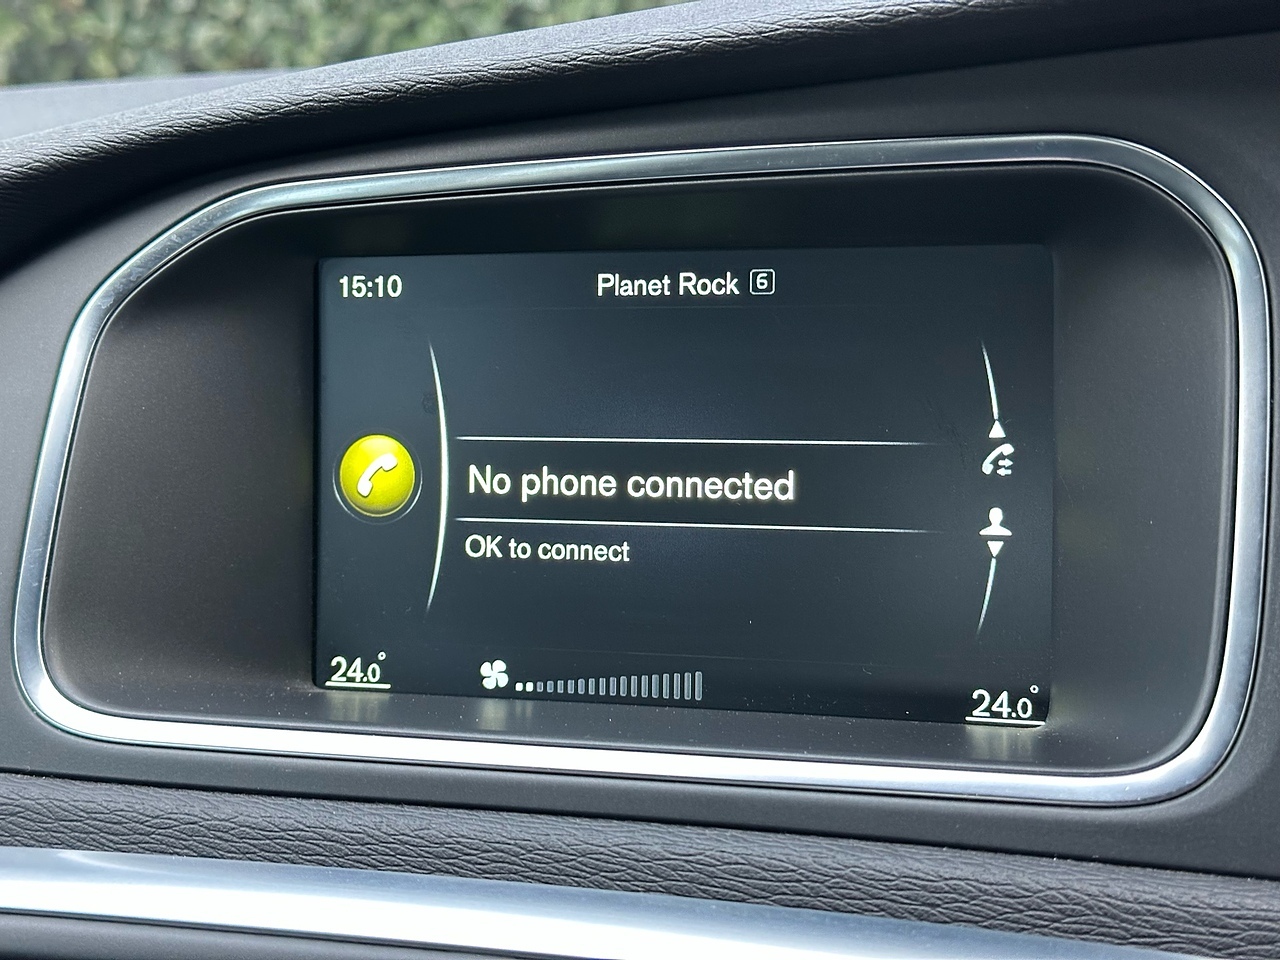 15:10
Planet Rock 6
No phone connected
OK to connect
24.0°
24.0°